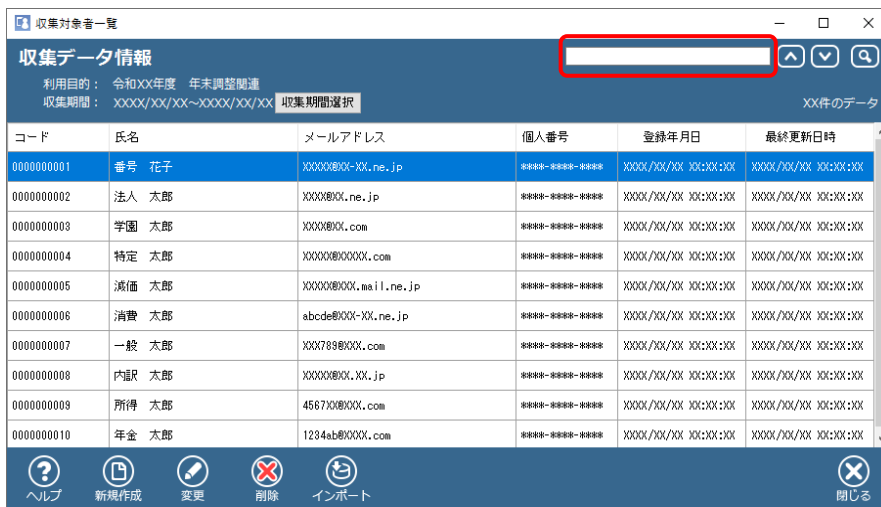 収集対象者一覧
収集データ情報
利用目的： 令和XX年度 年末調整関連
収集期間： XXXX/XX/XX～XXXX/XX/XX 収集期間選択
XX件のデータ
コード 氏名 メールアドレス 個人番号 登録年月日 最終更新日時
0000000001 番号 花子 XXXXX@XX-XX.ne.jp ****-****-**** XXXX/XX/XX XX:XX:XX XXXX/XX/XX XX:XX:XX
0000000002 法人 太郎 XXXX@XX.ne.jp ****-****-**** XXXX/XX/XX XX:XX:XX XXXX/XX/XX XX:XX:XX
0000000003 学園 太郎 XXXX@XX.com ****-****-**** XXXX/XX/XX XX:XX:XX XXXX/XX/XX XX:XX:XX
0000000004 特定 太郎 XXXXX@XXXXX.com ****-****-**** XXXX/XX/XX XX:XX:XX XXXX/XX/XX XX:XX:XX
0000000005 減価 太郎 XXXXX@XXX.mail.ne.jp ****-****-**** XXXX/XX/XX XX:XX:XX XXXX/XX/XX XX:XX:XX
0000000006 消費 太郎 abcde@XXX-XX.ne.jp ****-****-**** XXXX/XX/XX XX:XX:XX XXXX/XX/XX XX:XX:XX
0000000007 一般 太郎 XXX789@XXX.com ****-****-**** XXXX/XX/XX XX:XX:XX XXXX/XX/XX XX:XX:XX
0000000008 内訳 太郎 XXXXX@XX.XX.jp ****-****-**** XXXX/XX/XX XX:XX:XX XXXX/XX/XX XX:XX:XX
0000000009 所得 太郎 4567XX@XXX.com ****-****-**** XXXX/XX/XX XX:XX:XX XXXX/XX/XX XX:XX:XX
0000000010 年金 太郎 1234ab@XXXX.com ****-****-**** XXXX/XX/XX XX:XX:XX XXXX/XX/XX XX:XX:XX
ヘルプ 新規作成 変更 削除 インポート 閉じる